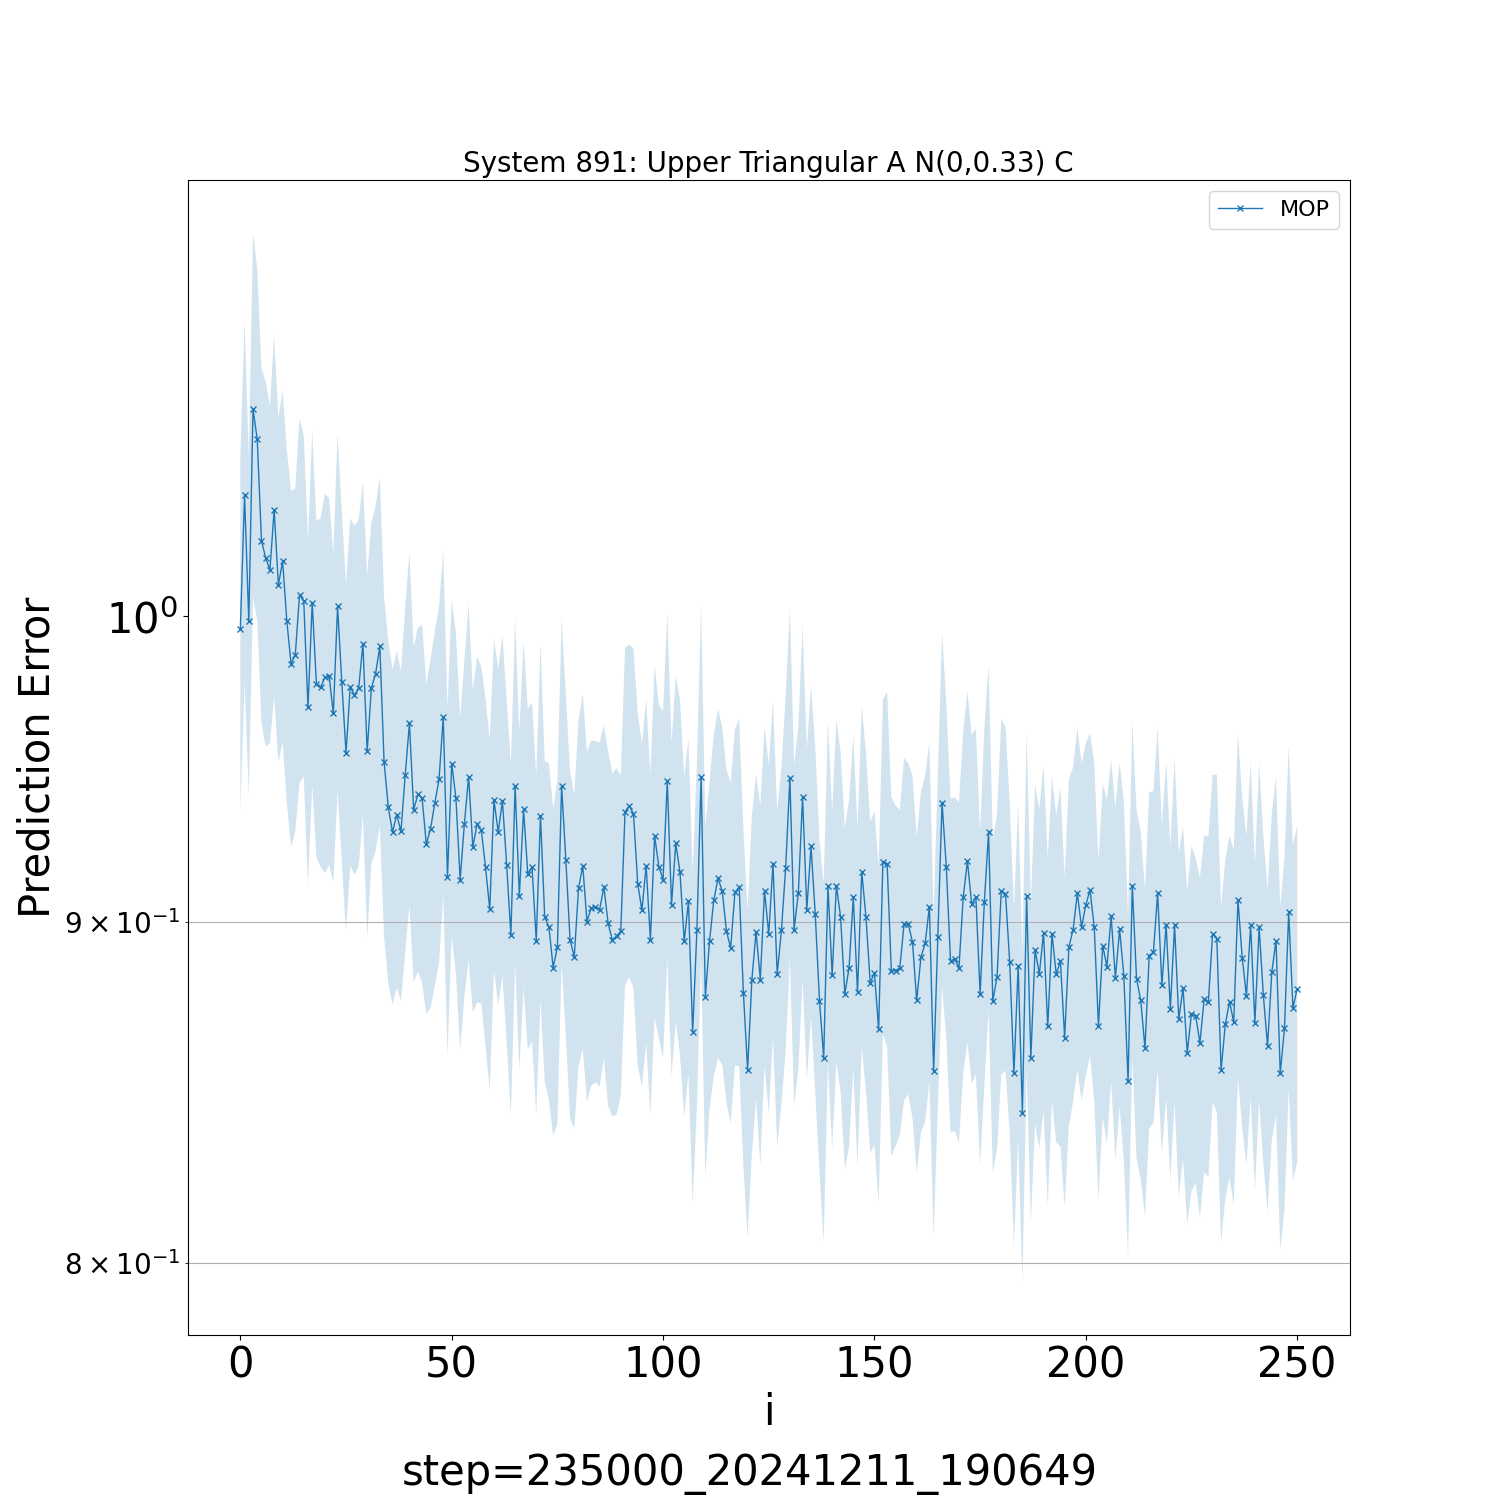 System 891: Upper Triangular A N(0,0.33) C
MOP
Prediction Error
10⁰
9 × 10⁻¹
8 × 10⁻¹
0 50 100 150 200 250
i
step=235000_20241211_190649